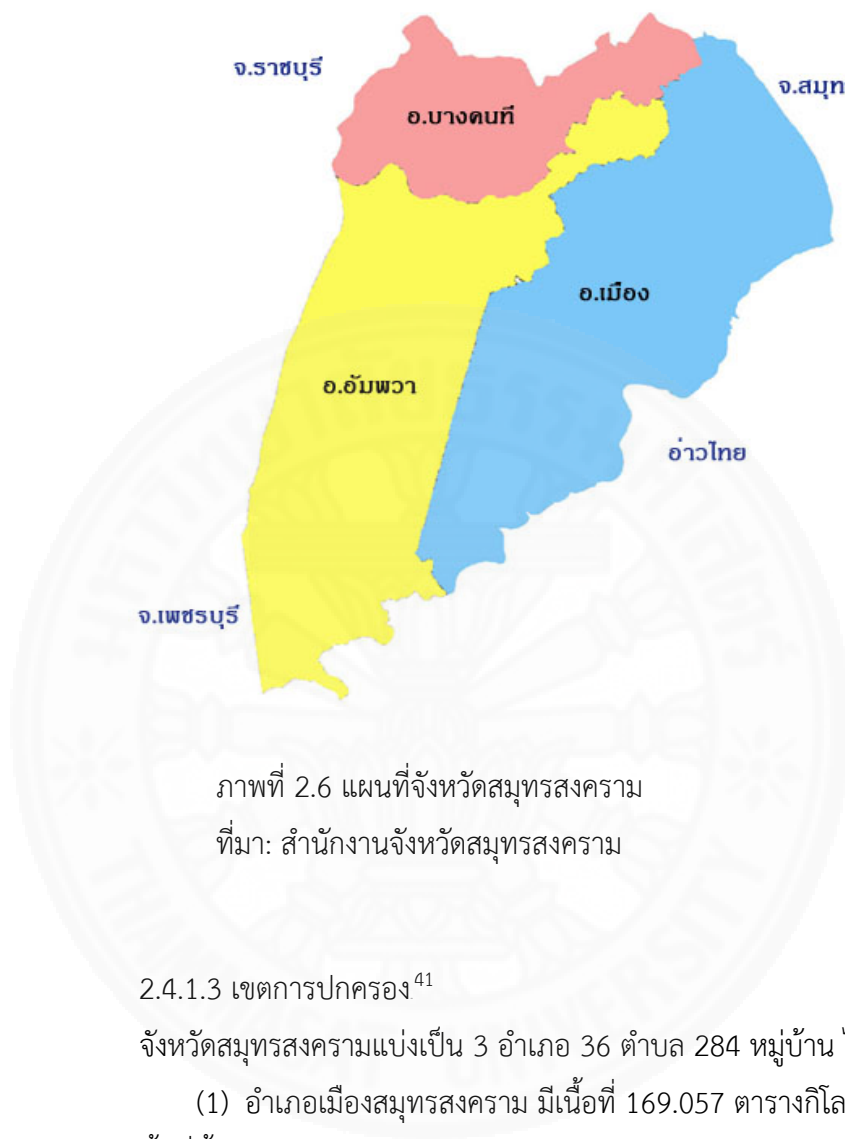 จ.ราชบุรี
จ.สมุท
อ.บางคนที
อ.เมือง
อ.อัมพวา
อ่าวไทย
จ.เพชรบุรี
ภาพที่ 2.6 แผนที่จังหวัดสมุทรสงคราม
ที่มา: สำนักงานจังหวัดสมุทรสงคราม
2.4.1.3 เขตการปกครอง41
จังหวัดสมุทรสงครามแบ่งเป็น 3 อำเภอ 36 ตำบล 284 หมู่บ้าน
(1) อำเภอเมืองสมุทรสงคราม มีเนื้อที่ 169.057 ตารางกิโล